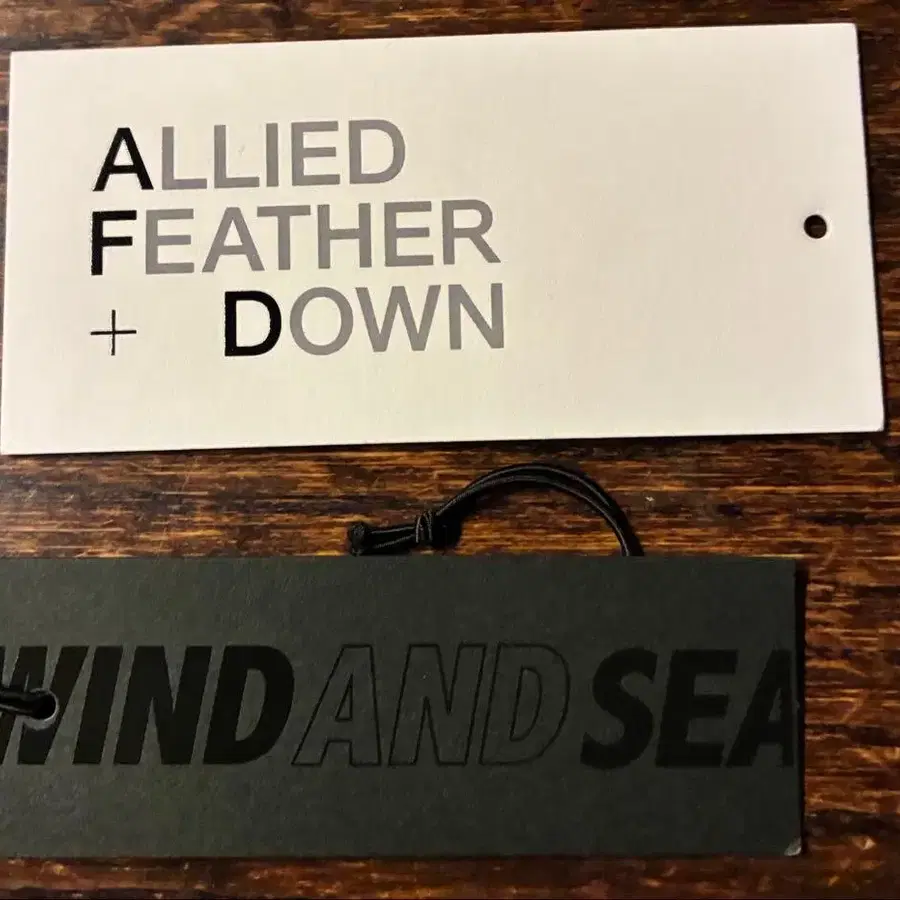 ALLIED
FEATHER
+ DOWN
WIND AND SEA